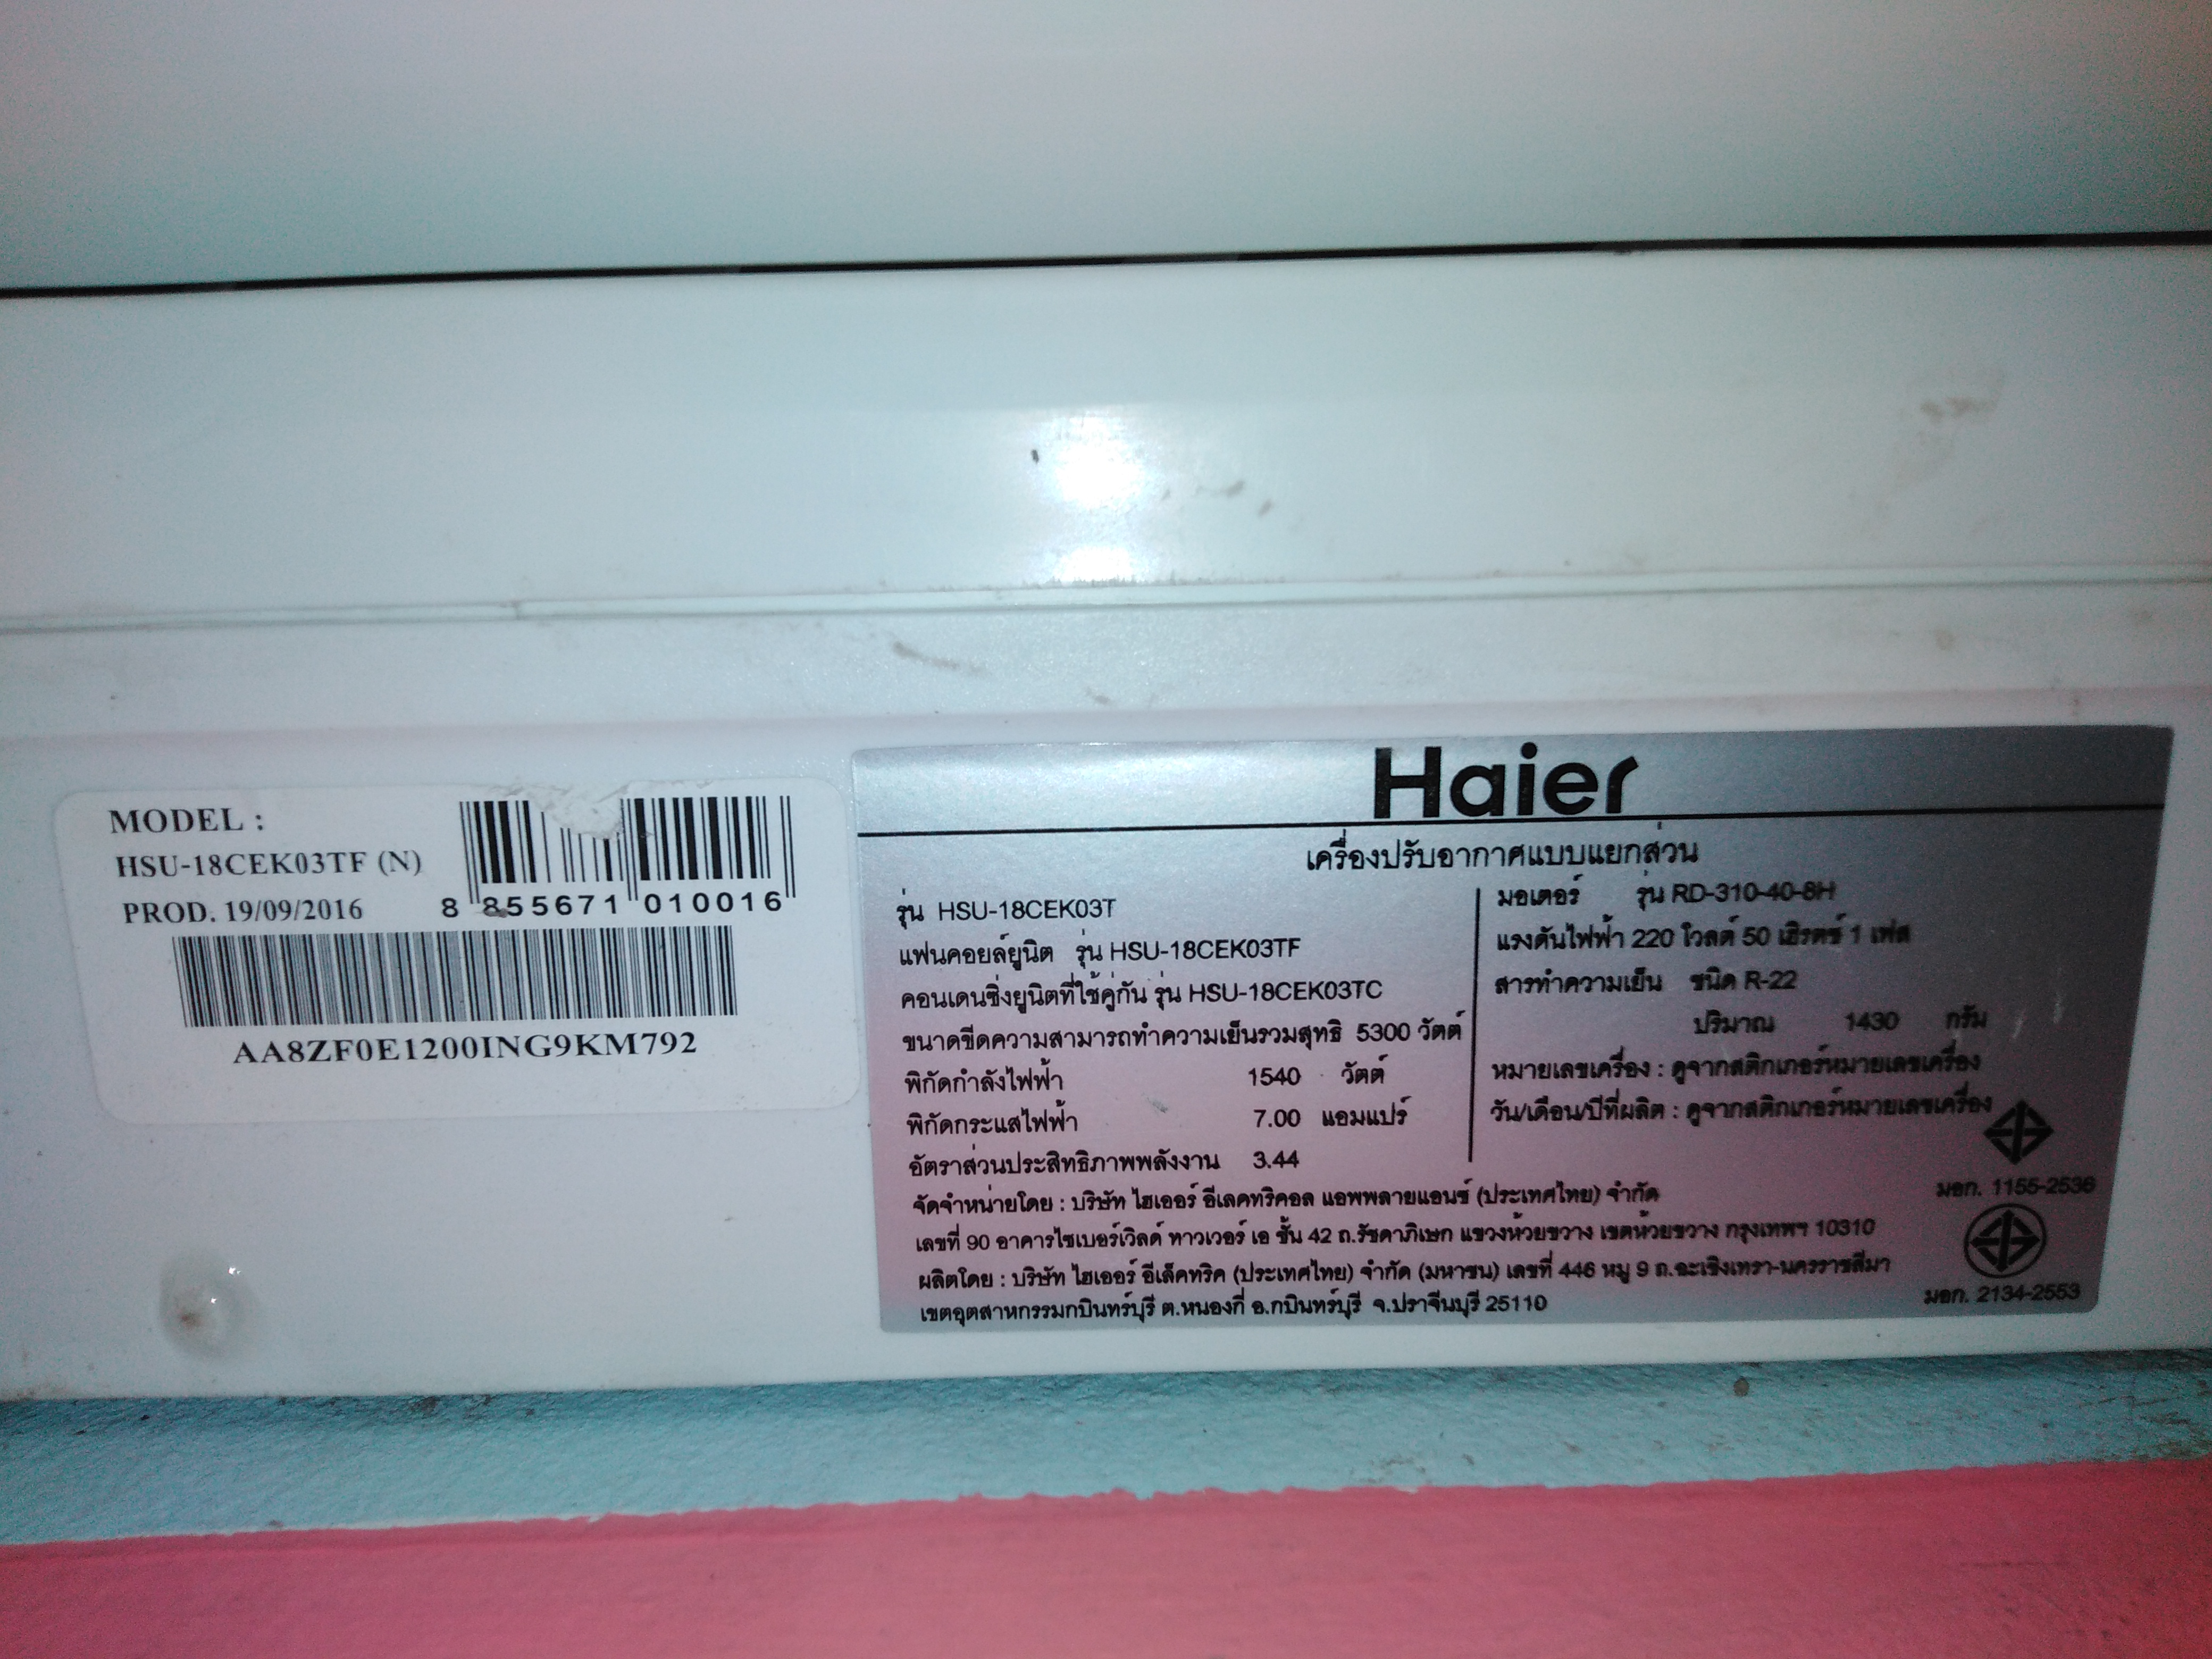 MODEL :
HSU-18CEK03TF (N)
PROD. 19/09/2016
8 855671 010016
AA8ZF0E1200ING9KM792
Haier
เครื่องปรับอากาศแบบแยกส่วน
รุ่น HSU-18CEK03T
แฟนคอยล์ยูนิต รุ่น HSU-18CEK03TF
คอนเดนซิ่งยูนิตที่ใช้คู่กัน รุ่น HSU-18CEK03TC
ขนาดขีดความสามารถทำความเย็นรวมสุทธิ 5300 วัตต์
พิกัดกำลังไฟฟ้า 1540 วัตต์
พิกัดกระแสไฟฟ้า 7.00 แอมแปร์
อัตราส่วนประสิทธิภาพพลังงาน 3.44
มอเตอร์ รุ่น RD-310-40-8H
แรงดันไฟฟ้า 220 โวลต์ 50 เฮิรตซ์ 1 เฟส
สารทำความเย็น ชนิด R-22
ปริมาณ 1430 กรัม
หมายเลขเครื่อง : ดูจากสติกเกอร์หมายเลขเครื่อง
วัน/เดือน/ปีที่ผลิต : ดูจากสติกเกอร์หมายเลขเครื่อง
จัดจำหน่ายโดย : บริษัท ไฮเออร์ อีเลคทริคอล แอพพลายแอนซ์ (ประเทศไทย) จำกัด
เลขที่ 90 อาคารไซเบอร์เวิลด์ ทาวเวอร์ เอ ชั้น 42 ถ.รัชดาภิเษก แขวงห้วยขวาง เขตห้วยขวาง กรุงเทพฯ 10310
ผลิตโดย : บริษัท ไฮเออร์ อีเล็คทริค (ประเทศไทย) จำกัด (มหาชน) เลขที่ 446 หมู่ 9 ถ.ฉะเชิงเทรา-นครราชสีมา
เขตอุตสาหกรรมกบินทร์บุรี ต.หนองกี่ อ.กบินทร์บุรี จ.ปราจีนบุรี 25110
มอก. 1155-2536
มอก. 2134-2553